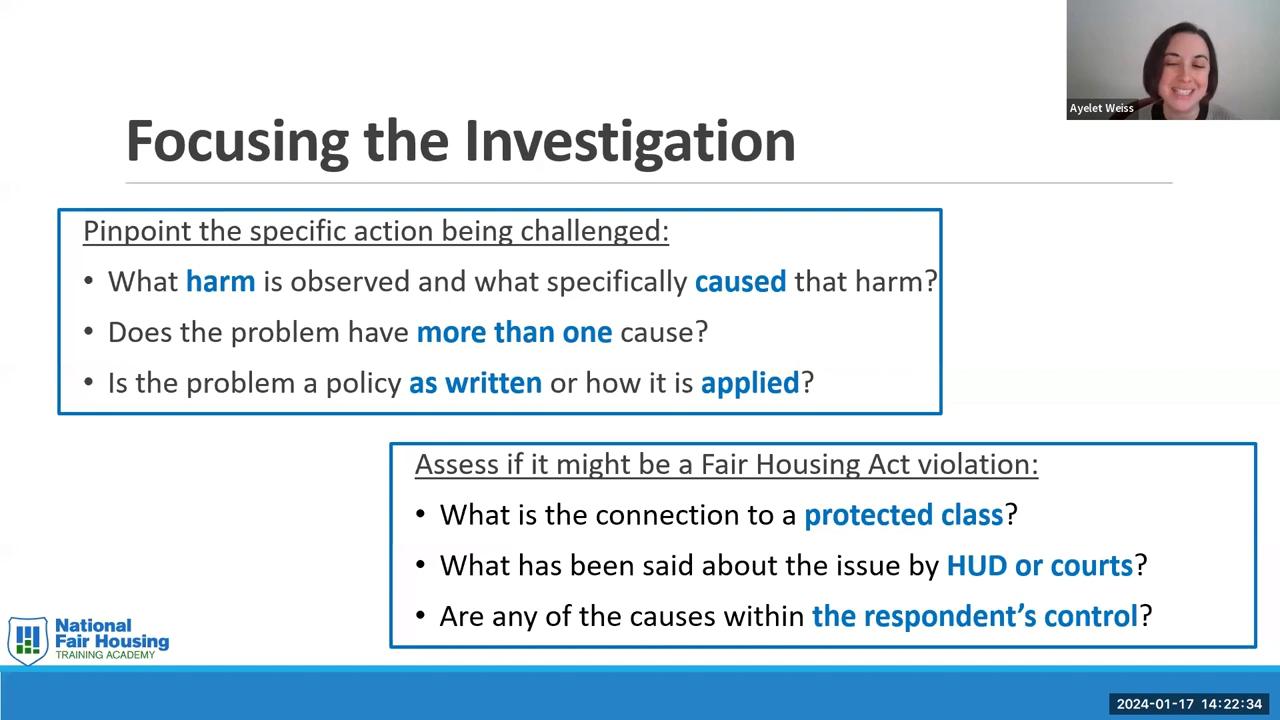 Ayelet Weiss
Focusing the Investigation
Pinpoint the specific action being challenged:
• What harm is observed and what specifically caused that harm?
• Does the problem have more than one cause?
• Is the problem a policy as written or how it is applied?
Assess if it might be a Fair Housing Act violation:
• What is the connection to a protected class?
• What has been said about the issue by HUD or courts?
• Are any of the causes within the respondent’s control?
National
Fair Housing
TRAINING ACADEMY
2024-01-17 14:22:34